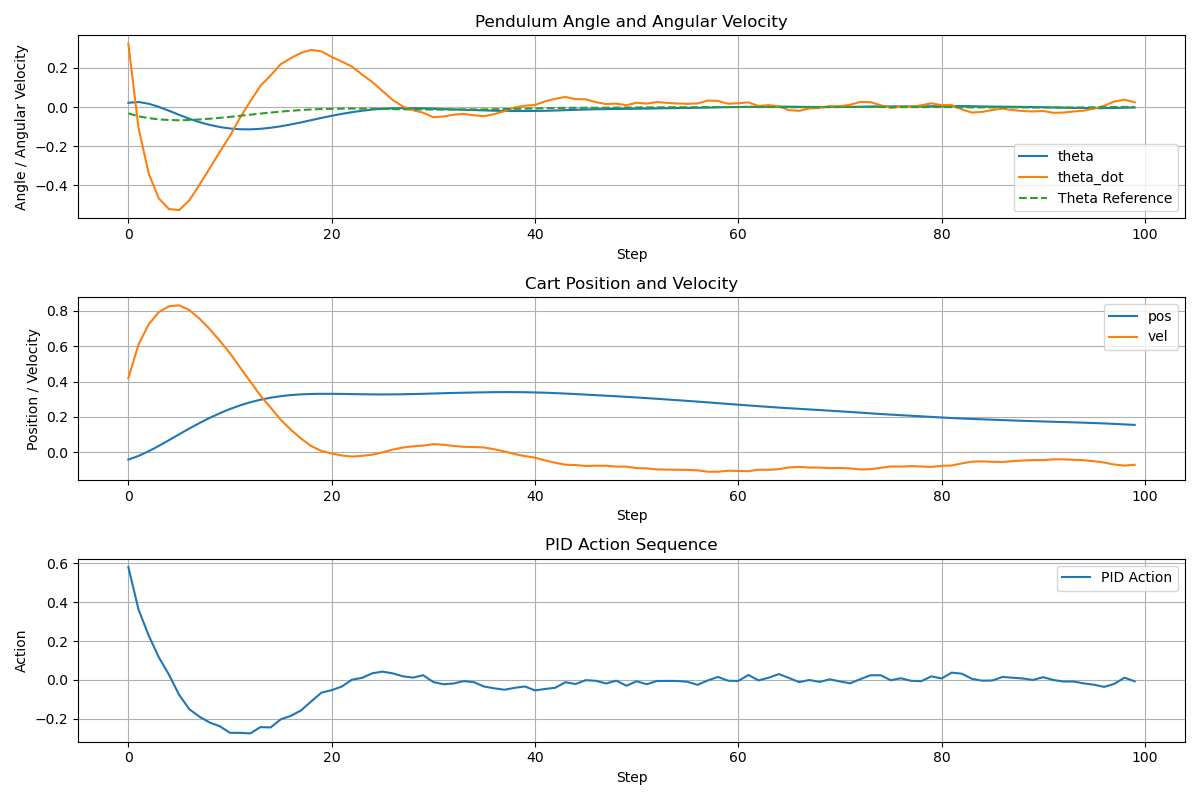 Pendulum Angle and Angular Velocity
Angle / Angular Velocity
0.2
0.0
−0.2
−0.4
theta
theta_dot
Theta Reference
0 20 40 60 80 100
Step
Cart Position and Velocity
Position / Velocity
0.8
0.6
0.4
0.2
0.0
pos
vel
0 20 40 60 80 100
Step
PID Action Sequence
Action
0.6
0.4
0.2
0.0
−0.2
PID Action
0 20 40 60 80 100
Step